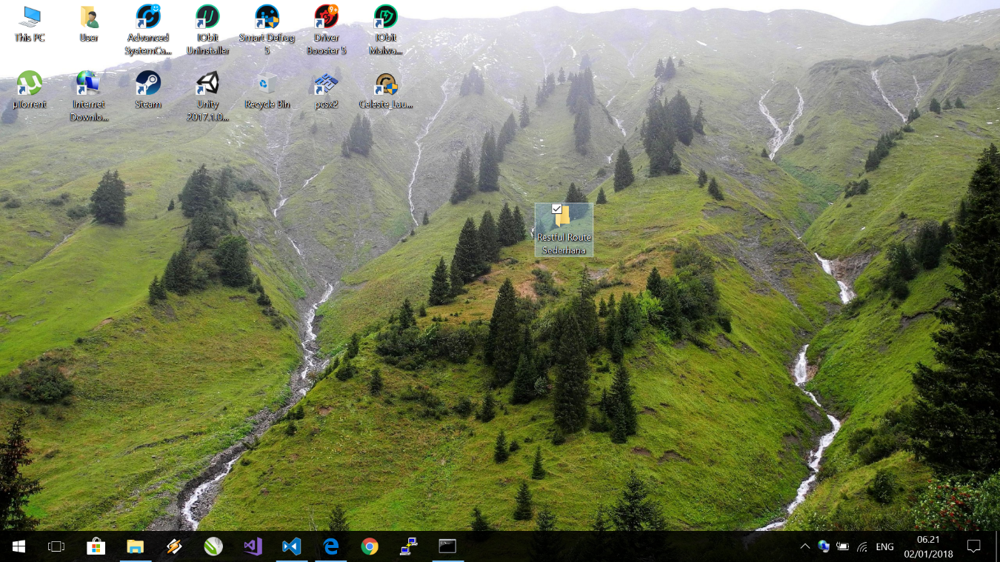 This PC
User
Advanced
SystemCa...
IObit
Uninstaller
Smart Defrag
5
9+
Driver
Booster 5
IObit
Malwa...
µTorrent
Internet
Downlo...
Steam
Unity
2017.1.0...
Recycle Bin
pcsx2
Celeste_Lau...
Restful Route
Sederhana
ENG
06.21
02/01/2018